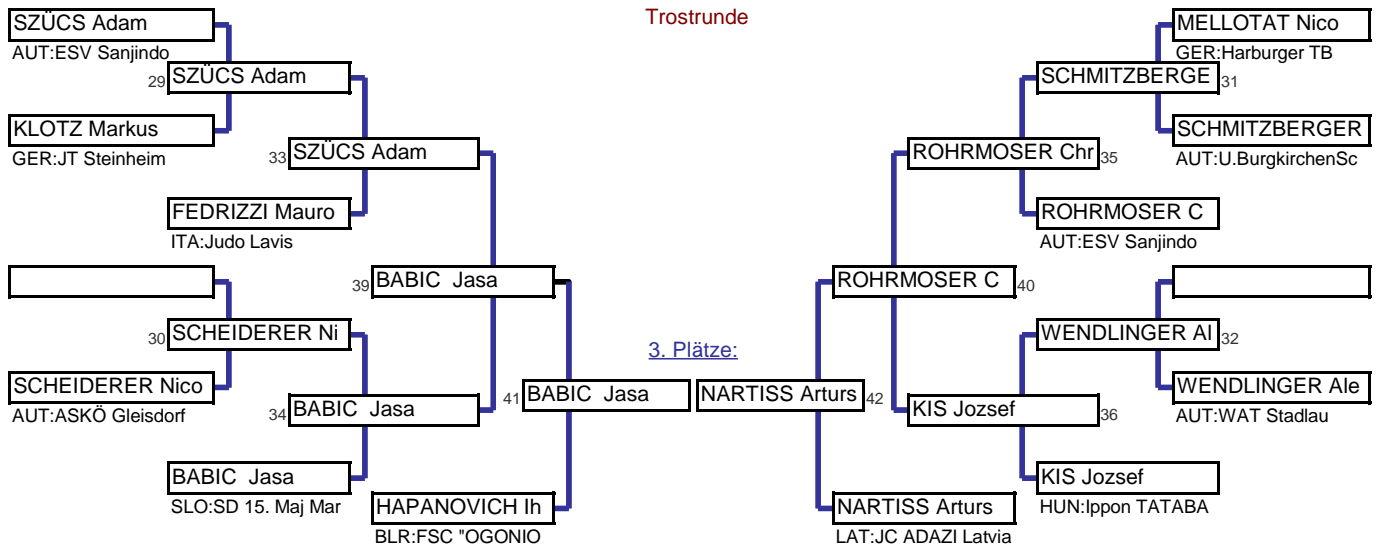 Trostrunde
SZÜCS Adam
AUT:ESV Sanjindo
29
SZÜCS Adam
KLOTZ Markus
GER:JT Steinheim
33
SZÜCS Adam
FEDRIZZI Mauro
ITA:Judo Lavis
39
BABIC Jasa
30
SCHEIDERER Ni
SCHEIDERER Nico
AUT:ASKÖ Gleisdorf
34
BABIC Jasa
BABIC Jasa
SLO:SD 15. Maj Mar
HAPANOVICH Ih
BLR:FSC "OGONIO
3. Plätze:
41
BABIC Jasa
NARTISS Arturs
42
MELLOTAT Nico
GER:Harburger TB
SCHMITZBERGE
31
SCHMITZBERGER
AUT:U.BurgkirchenSc
ROHRMOSER Chr
35
ROHRMOSER C
AUT:ESV Sanjindo
ROHRMOSER C
40
WENDLINGER Al
32
WENDLINGER Ale
AUT:WAT Stadlau
KIS Jozsef
36
KIS Jozsef
HUN:Ippon TATABA
NARTISS Arturs
LAT:JC ADAZI Latvia